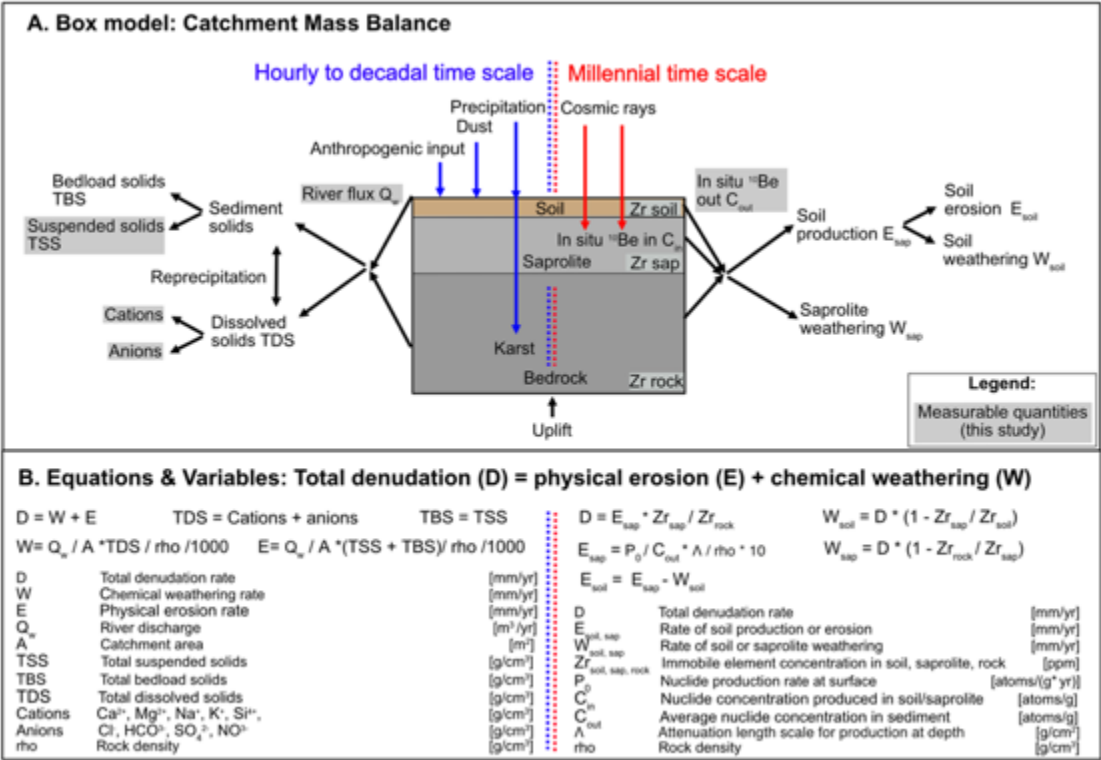 A. Box model: Catchment Mass Balance
Hourly to decadal time scale
Millennial time scale
Precipitation
Dust
Cosmic rays
Anthropogenic input
River flux Qw
In situ ¹⁰Be
out Cout
Bedload solids
TBS
Suspended solids
TSS
Sediment
solids
Reprecipitation
Cations
Anions
Dissolved
solids TDS
Soil
Zr soil
In situ ¹⁰Be in Cin
Saprolite
Zr sap
Karst
Bedrock
Zr rock
Uplift
Soil
production Esap
Soil
erosion Esoil
Soil
weathering Wsoil
Saprolite
weathering Wsap
Legend:
Measurable quantities
(this study)
B. Equations & Variables: Total denudation (D) = physical erosion (E) + chemical weathering (W)
D = W + E TDS = Cations + anions TBS = TSS
W= Qw / A *TDS / rho /1000 E= Qw / A *(TSS + TBS)/ rho /1000
D Total denudation rate [mm/yr]
W Chemical weathering rate [mm/yr]
E Physical erosion rate [mm/yr]
Qw River discharge [m³/yr]
A Catchment area [m²]
TSS Total suspended solids [g/cm³]
TBS Total bedload solids [g/cm³]
TDS Total dissolved solids [g/cm³]
Cations Ca²⁺, Mg²⁺, Na⁺, K⁺, Si⁴⁺, [g/cm³]
Anions Cl⁻, HCO³⁻, SO₄²⁻, NO³⁻ [g/cm³]
rho Rock density [g/cm³]
D = Esap * Zrsap / Zrrock Wsoil = D * (1 - Zrsap / Zrsoil)
Esap = P0 / Cout * Λ / rho * 10 Wsap = D * (1 - Zrrock / Zrsap)
Esoil = Esap - Wsoil
D Total denudation rate [mm/yr]
Esoil, sap Rate of soil production or erosion [mm/yr]
Wsoil, sap Rate of soil or saprolite weathering [mm/yr]
Zrsoil, sap, rock Immobile element concentration in soil, saprolite, rock [ppm]
P0 Nuclide production rate at surface [atoms/(g*yr)]
Cin Nuclide concentration produced in soil/saprolite [atoms/g]
Cout Average nuclide concentration in sediment [atoms/g]
Λ Attenuation length scale for production at depth [g/cm²]
rho Rock density [g/cm³]